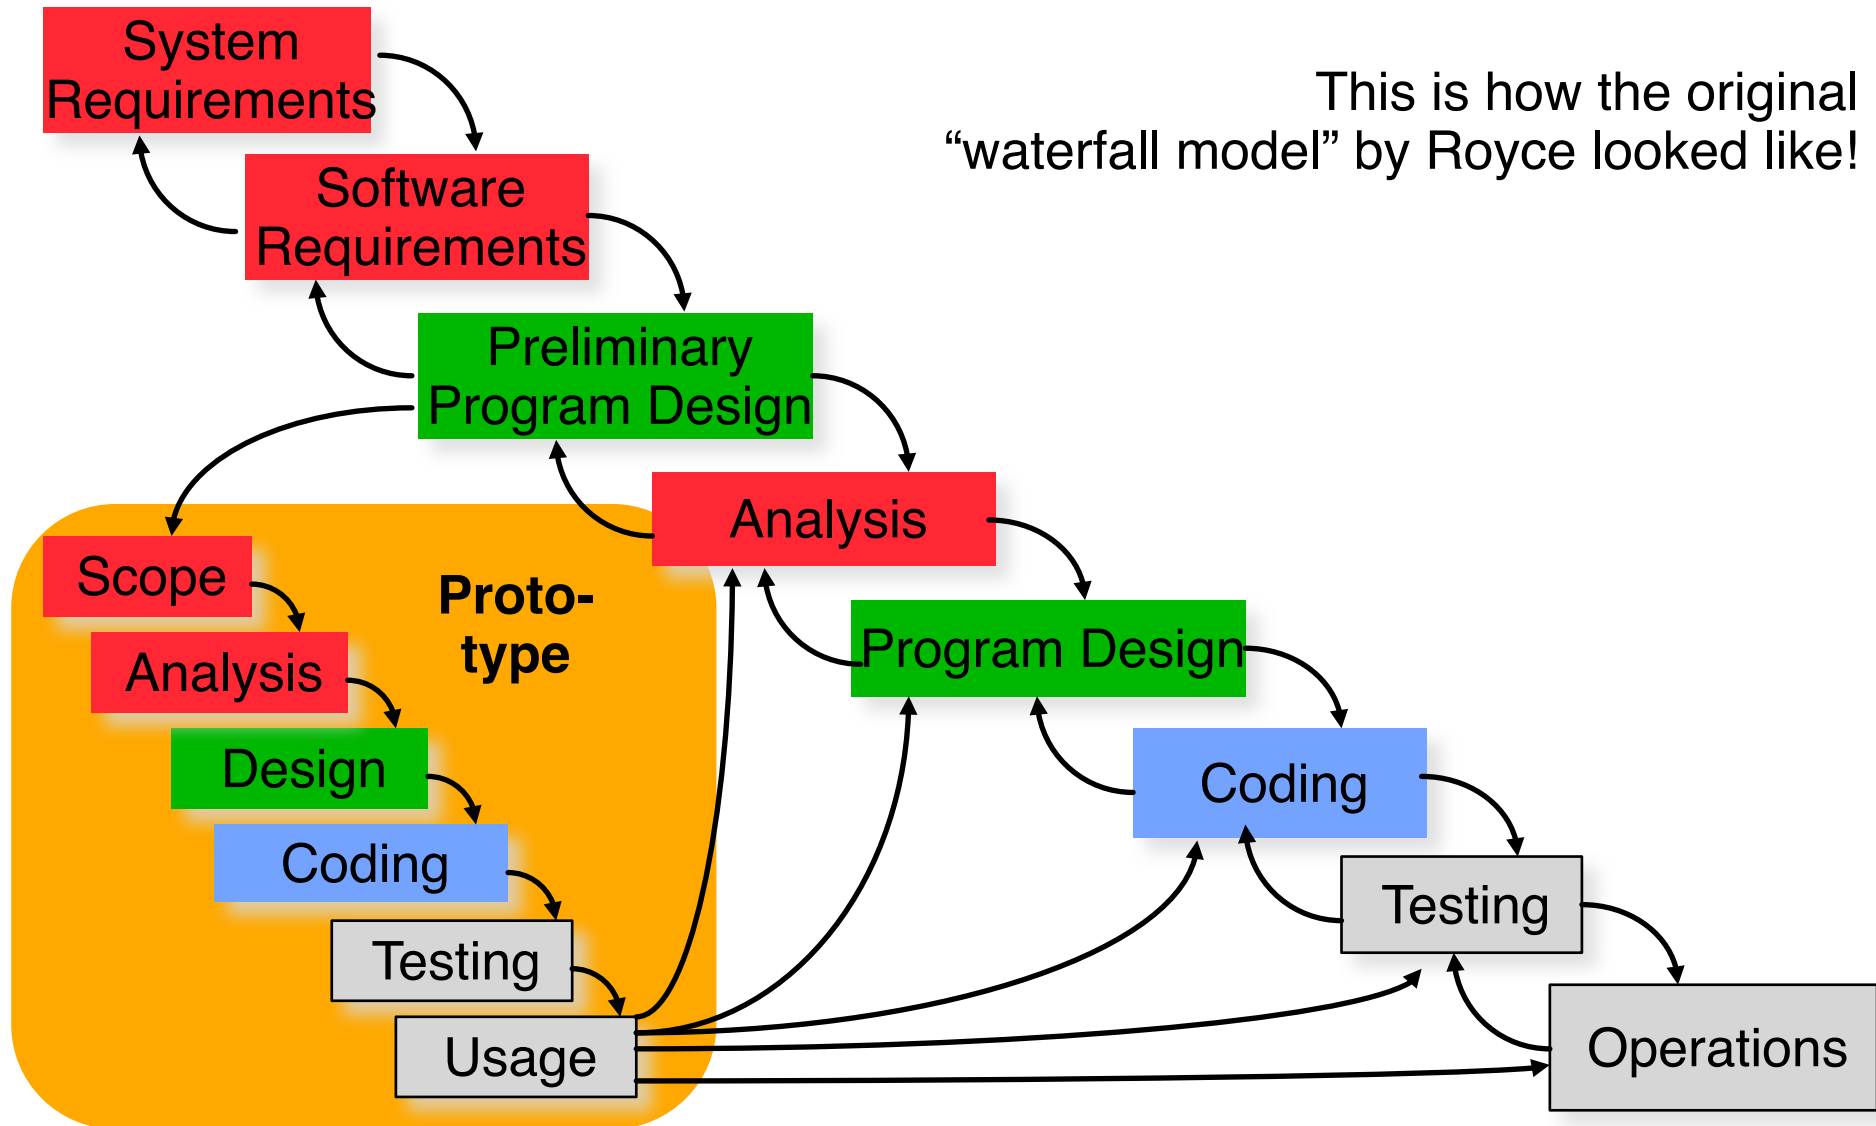 System
Requirements
This is how the original
“waterfall model” by Royce looked like!
Software
Requirements
Preliminary
Program Design
Analysis
Scope
Proto-
type
Program Design
Analysis
Design
Coding
Coding
Testing
Testing
Usage
Operations